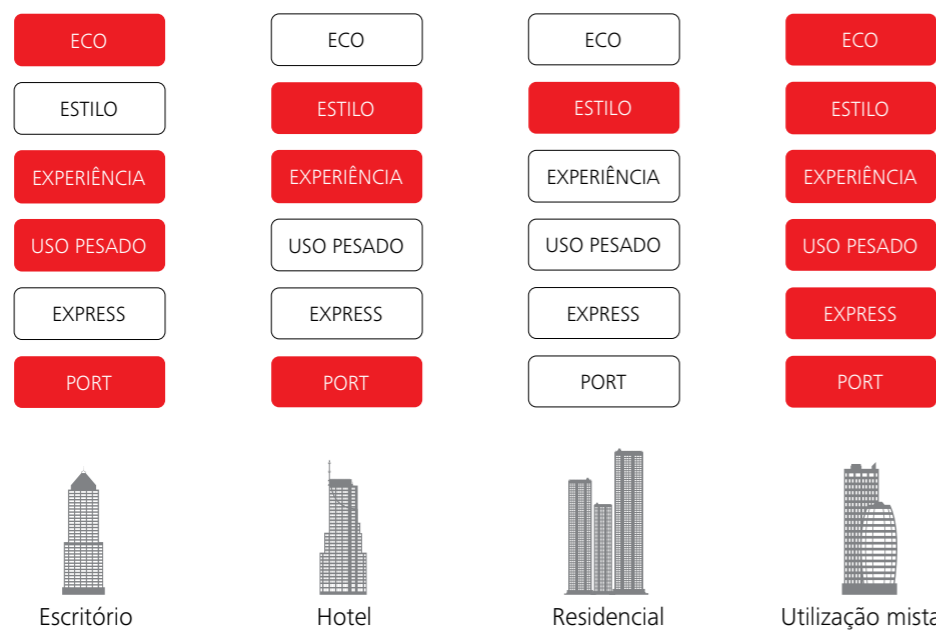 ECO
ECO
ECO
ECO
ESTILO
ESTILO
ESTILO
ESTILO
EXPERIÊNCIA
EXPERIÊNCIA
EXPERIÊNCIA
EXPERIÊNCIA
USO PESADO
USO PESADO
USO PESADO
USO PESADO
EXPRESS
EXPRESS
EXPRESS
EXPRESS
PORT
PORT
PORT
PORT
Escritório
Hotel
Residencial
Utilização mista